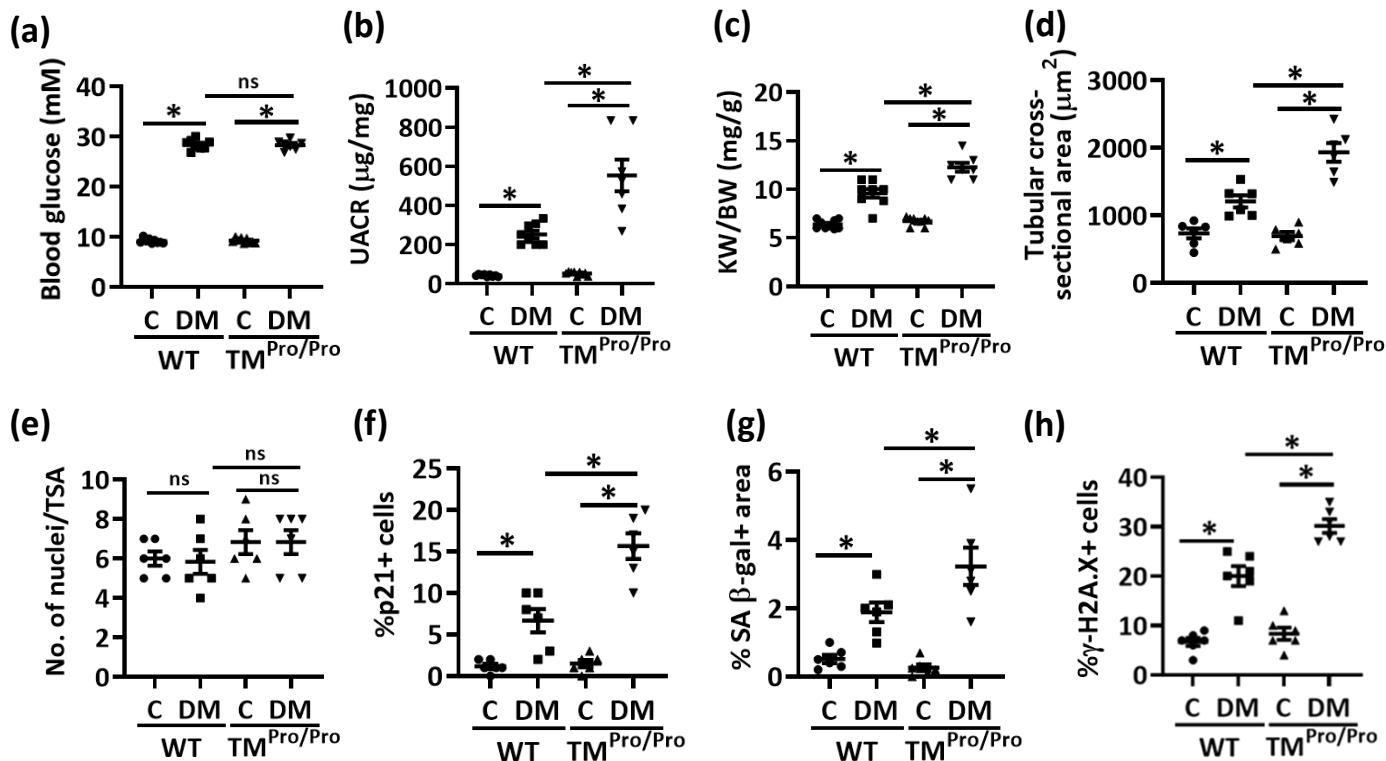 (a)
Blood glucose (mM)
40
30
20
10
0
*
ns
*
C DM C DM
WT TM^Pro/Pro
(b)
UACR (µg/mg)
1000
800
600
400
200
0
*
*
*
C DM C DM
WT TM^Pro/Pro
(c)
KW/BW (mg/g)
20
15
10
5
0
*
*
*
C DM C DM
WT TM^Pro/Pro
(d)
Tubular cross-
sectional area (µm²)
3000
2000
1000
0
*
*
*
C DM C DM
WT TM^Pro/Pro
(e)
No. of nuclei/TSA
10
8
6
4
2
0
ns
ns
ns
C DM C DM
WT TM^Pro/Pro
(f)
%p21+ cells
25
20
15
10
5
0
*
*
*
C DM C DM
WT TM^Pro/Pro
(g)
% SA β-gal+ area
6
4
2
0
*
*
*
C DM C DM
WT TM^Pro/Pro
(h)
%γ-H2A.X+ cells
40
30
20
10
0
*
*
*
C DM C DM
WT TM^Pro/Pro